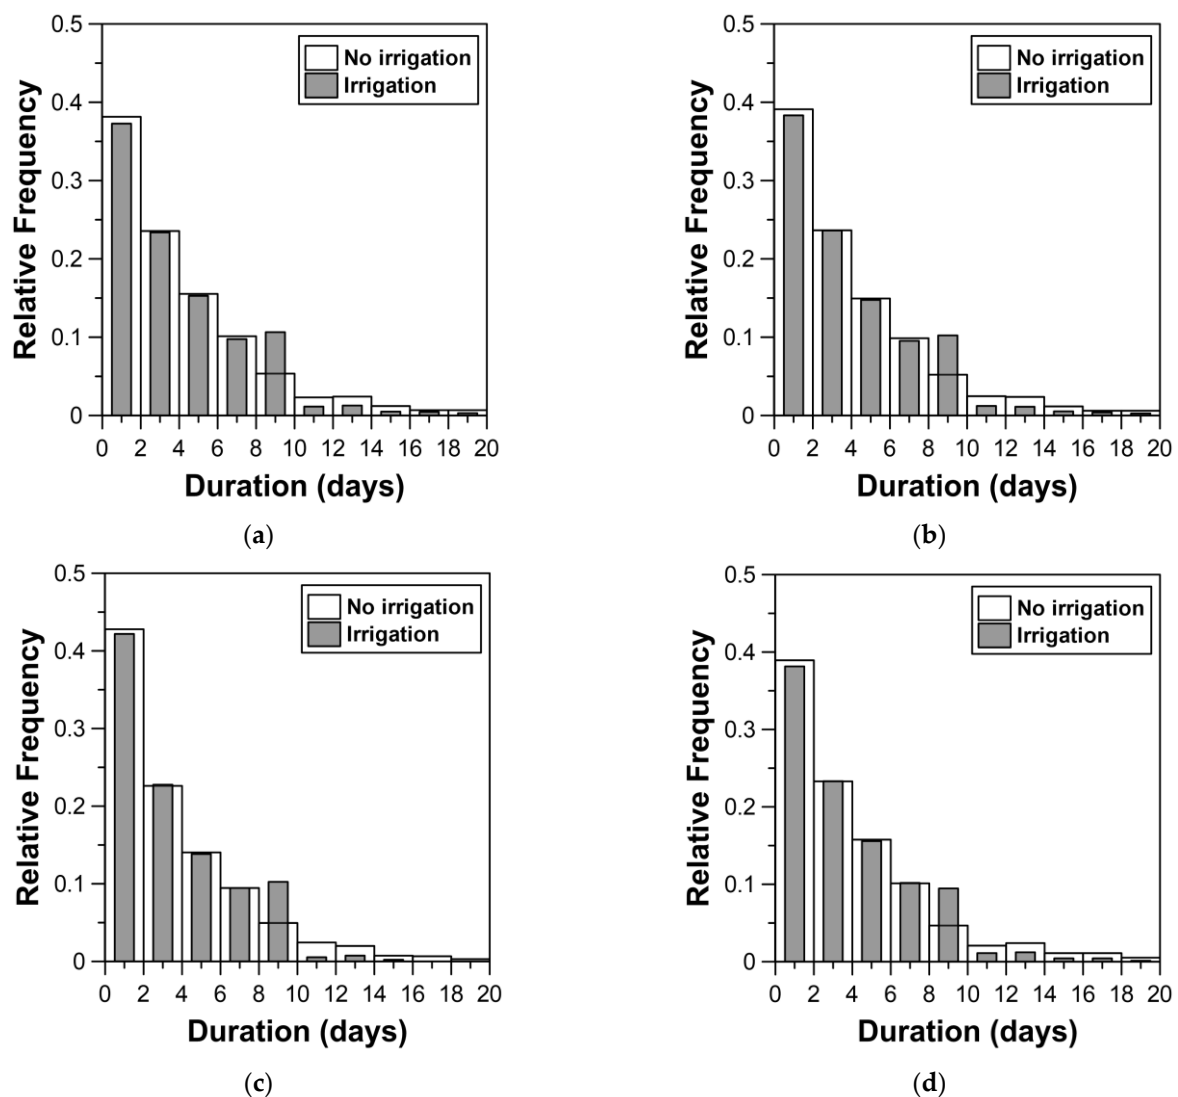 0.5
0.4
0.3
0.2
0.1
0
Relative Frequency
No irrigation
Irrigation
0 2 4 6 8 10 12 14 16 18 20
Duration (days)
(a)
0.5
0.4
0.3
0.2
0.1
0
Relative Frequency
No irrigation
Irrigation
0 2 4 6 8 10 12 14 16 18 20
Duration (days)
(b)
0.5
0.4
0.3
0.2
0.1
0
Relative Frequency
No irrigation
Irrigation
0 2 4 6 8 10 12 14 16 18 20
Duration (days)
(c)
0.5
0.4
0.3
0.2
0.1
0
Relative Frequency
No irrigation
Irrigation
0 2 4 6 8 10 12 14 16 18 20
Duration (days)
(d)